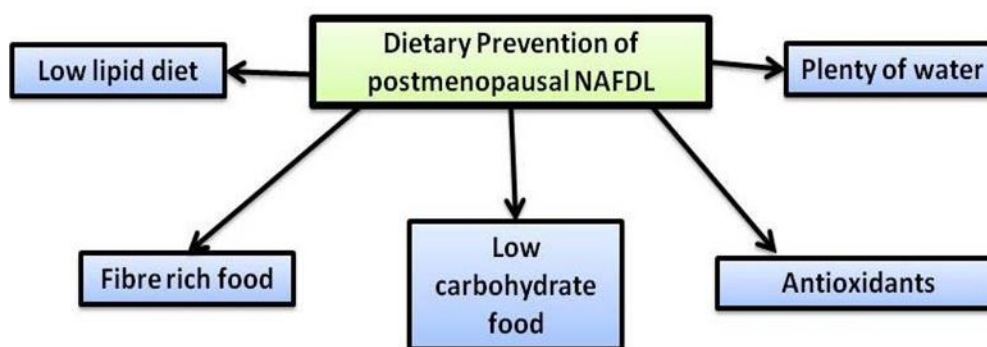 Dietary Prevention of
postmenopausal NAFDL
Low lipid diet
Plenty of water
Fibre rich food
Low
carbohydrate
food
Antioxidants